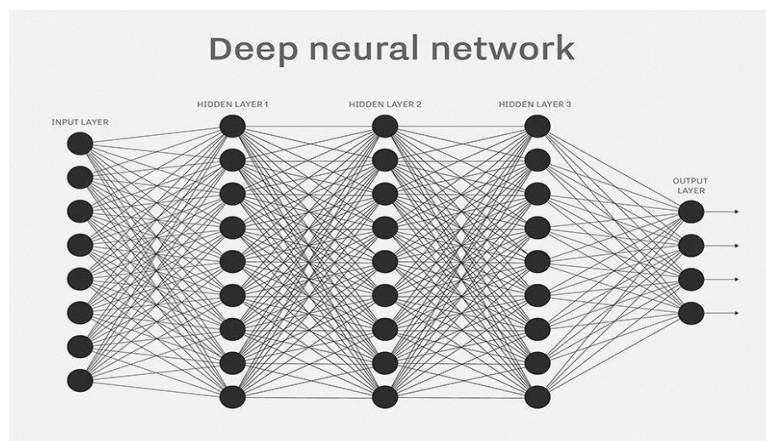 Deep neural network
INPUT LAYER
HIDDEN LAYER 1
HIDDEN LAYER 2
HIDDEN LAYER 3
OUTPUT
LAYER